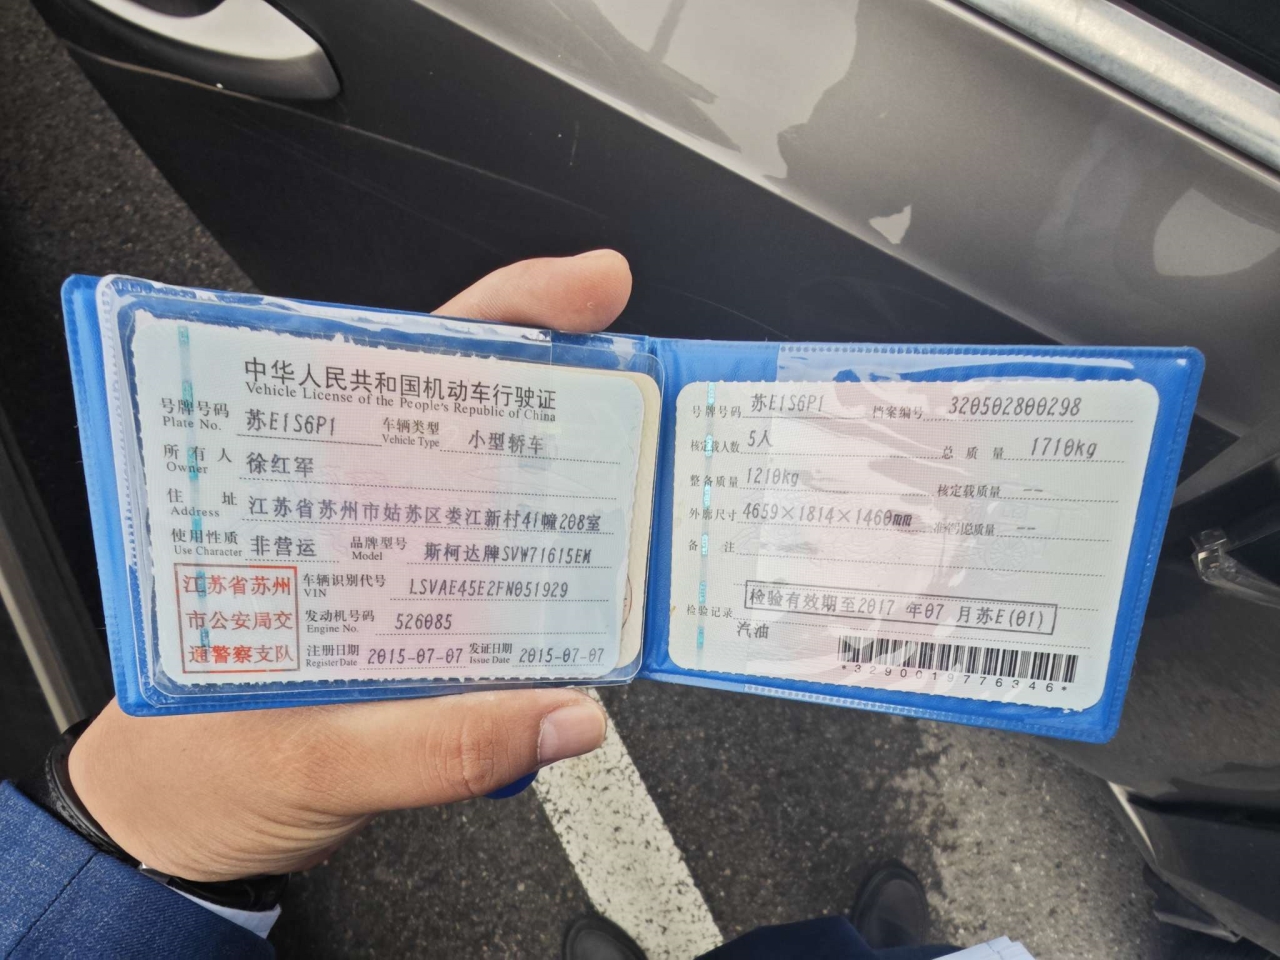 中华人民共和国机动车行驶证
Vehicle License of the People's Republic of China
号牌号码 苏E1S6P1 车辆类型 小型轿车
Plate No. Vehicle Type
所有人 徐红军
Owner
住址 江苏省苏州市姑苏区娄江新村41幢208室
Address
使用性质 非营运 品牌型号 斯柯达牌SVW71615EM
Use Character Model
江苏省苏州
市公安局交
通警察支队
车辆识别代号 LSVAE45E2FN051929
VIN
发动机号码 526085
Engine No.
注册日期 2015-07-07 发证日期 2015-07-07
Register Date Issue Date
号牌号码 苏E1S6P1 档案编号 320502800298
核定载人数 5人 总质量 1710kg
整备质量 1210kg 核定载质量 --
外廓尺寸 4659×1814×1460mm 准牵引总质量 --
备注
检验记录 检验有效期至2017年07月苏E(01)
汽油
*3290019776346*